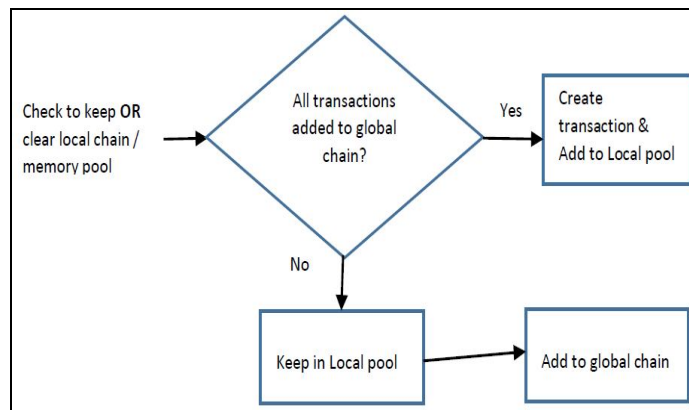 Check to keep OR
clear local chain /
memory pool
All transactions
added to global
chain?
Yes
Create
transaction &
Add to Local pool
No
Keep in Local pool
Add to global chain